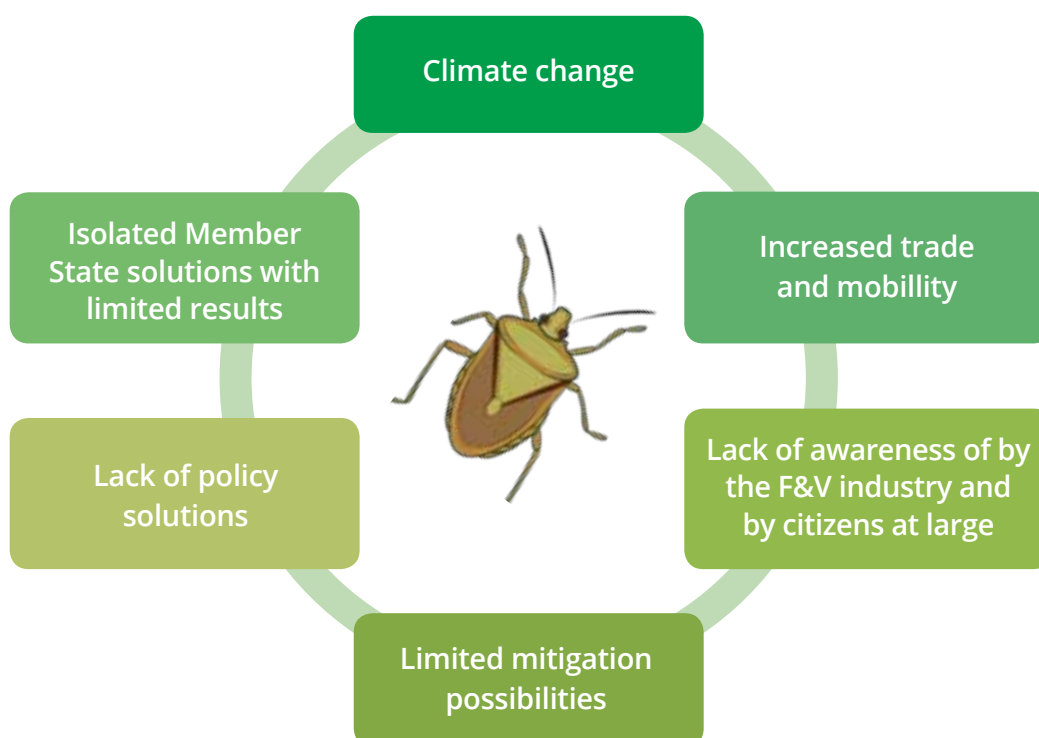 Climate change
Increased trade
and mobillity
Lack of awareness of by
the F&V industry and
by citizens at large
Limited mitigation
possibilities
Lack of policy
solutions
Isolated Member
State solutions with
limited results